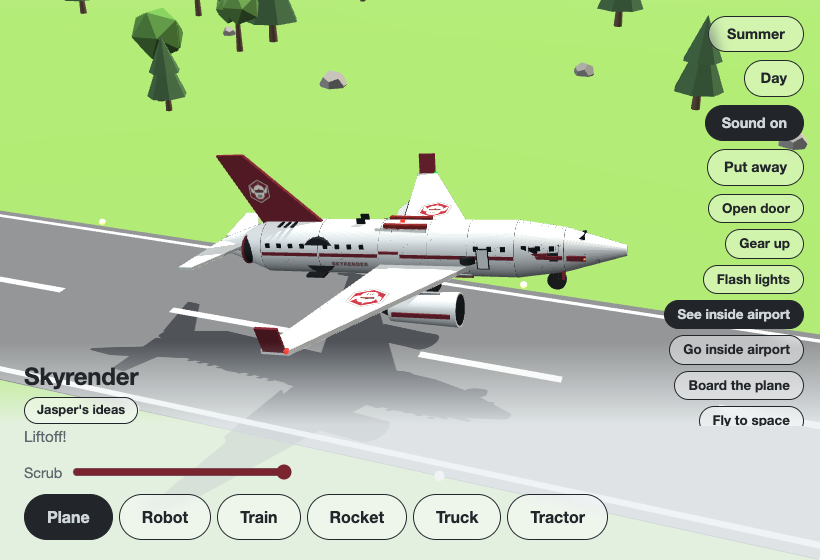 Summer
Day
Sound on
Put away
Open door
Gear up
Flash lights
See inside airport
Go inside airport
Board the plane
Fly to space
SKYRENDER
Skyrender
Jasper's ideas
Liftoff!
Scrub
Plane Robot Train Rocket Truck Tractor